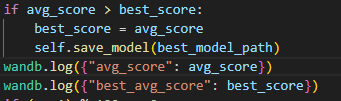 if avg_score > best_score:
    best_score = avg_score
    self.save_model(best_model_path)
wandb.log({"avg_score": avg_score})
wandb.log({"best_avg_score": best_score})